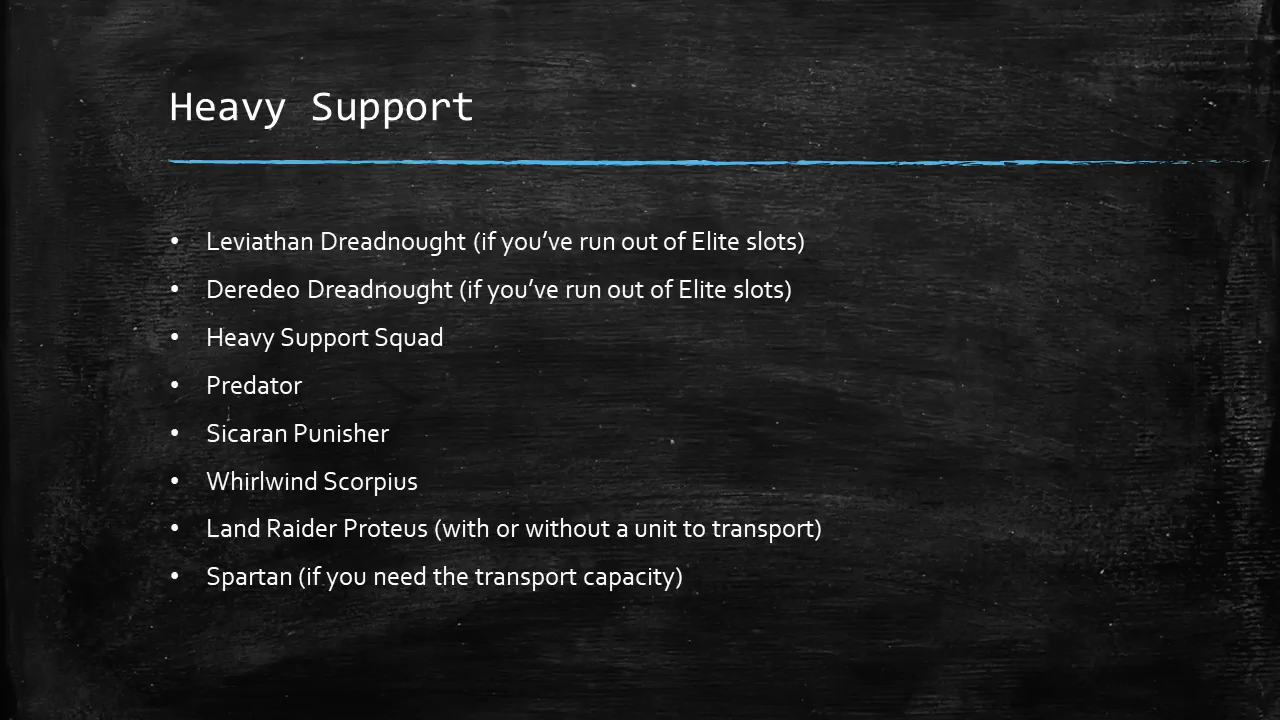 Heavy Support
• Leviathan Dreadnought (if you’ve run out of Elite slots)
• Deredeo Dreadnought (if you’ve run out of Elite slots)
• Heavy Support Squad
• Predator
• Sicaran Punisher
• Whirlwind Scorpius
• Land Raider Proteus (with or without a unit to transport)
• Spartan (if you need the transport capacity)